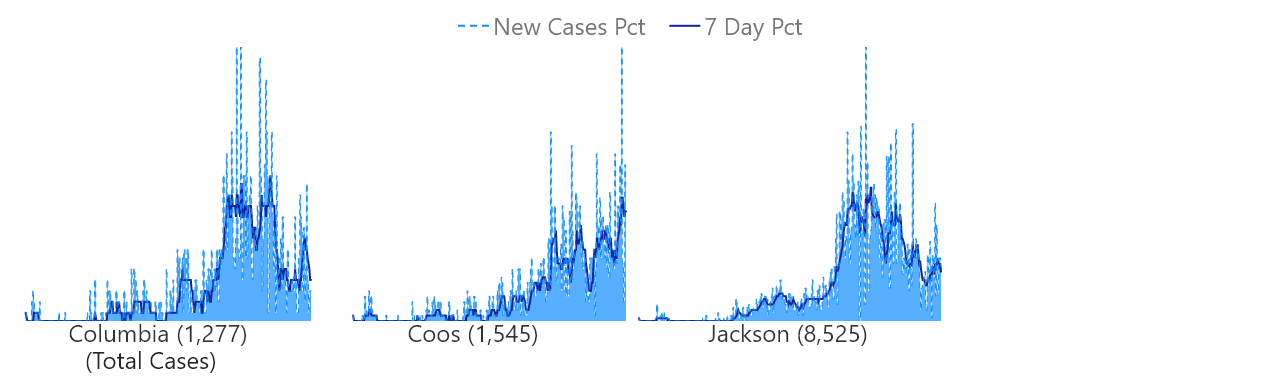 New Cases Pct 7 Day Pct
Columbia (1,277) Coos (1,545) Jackson (8,525)
(Total Cases)